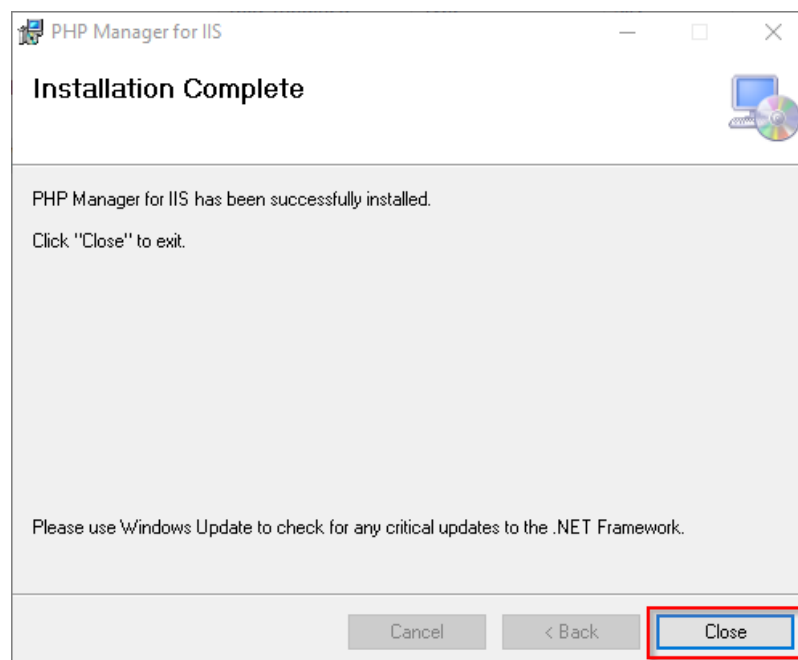 PHP Manager for IIS
Installation Complete
PHP Manager for IIS has been successfully installed.
Click "Close" to exit.
Please use Windows Update to check for any critical updates to the .NET Framework.
Cancel
< Back
Close